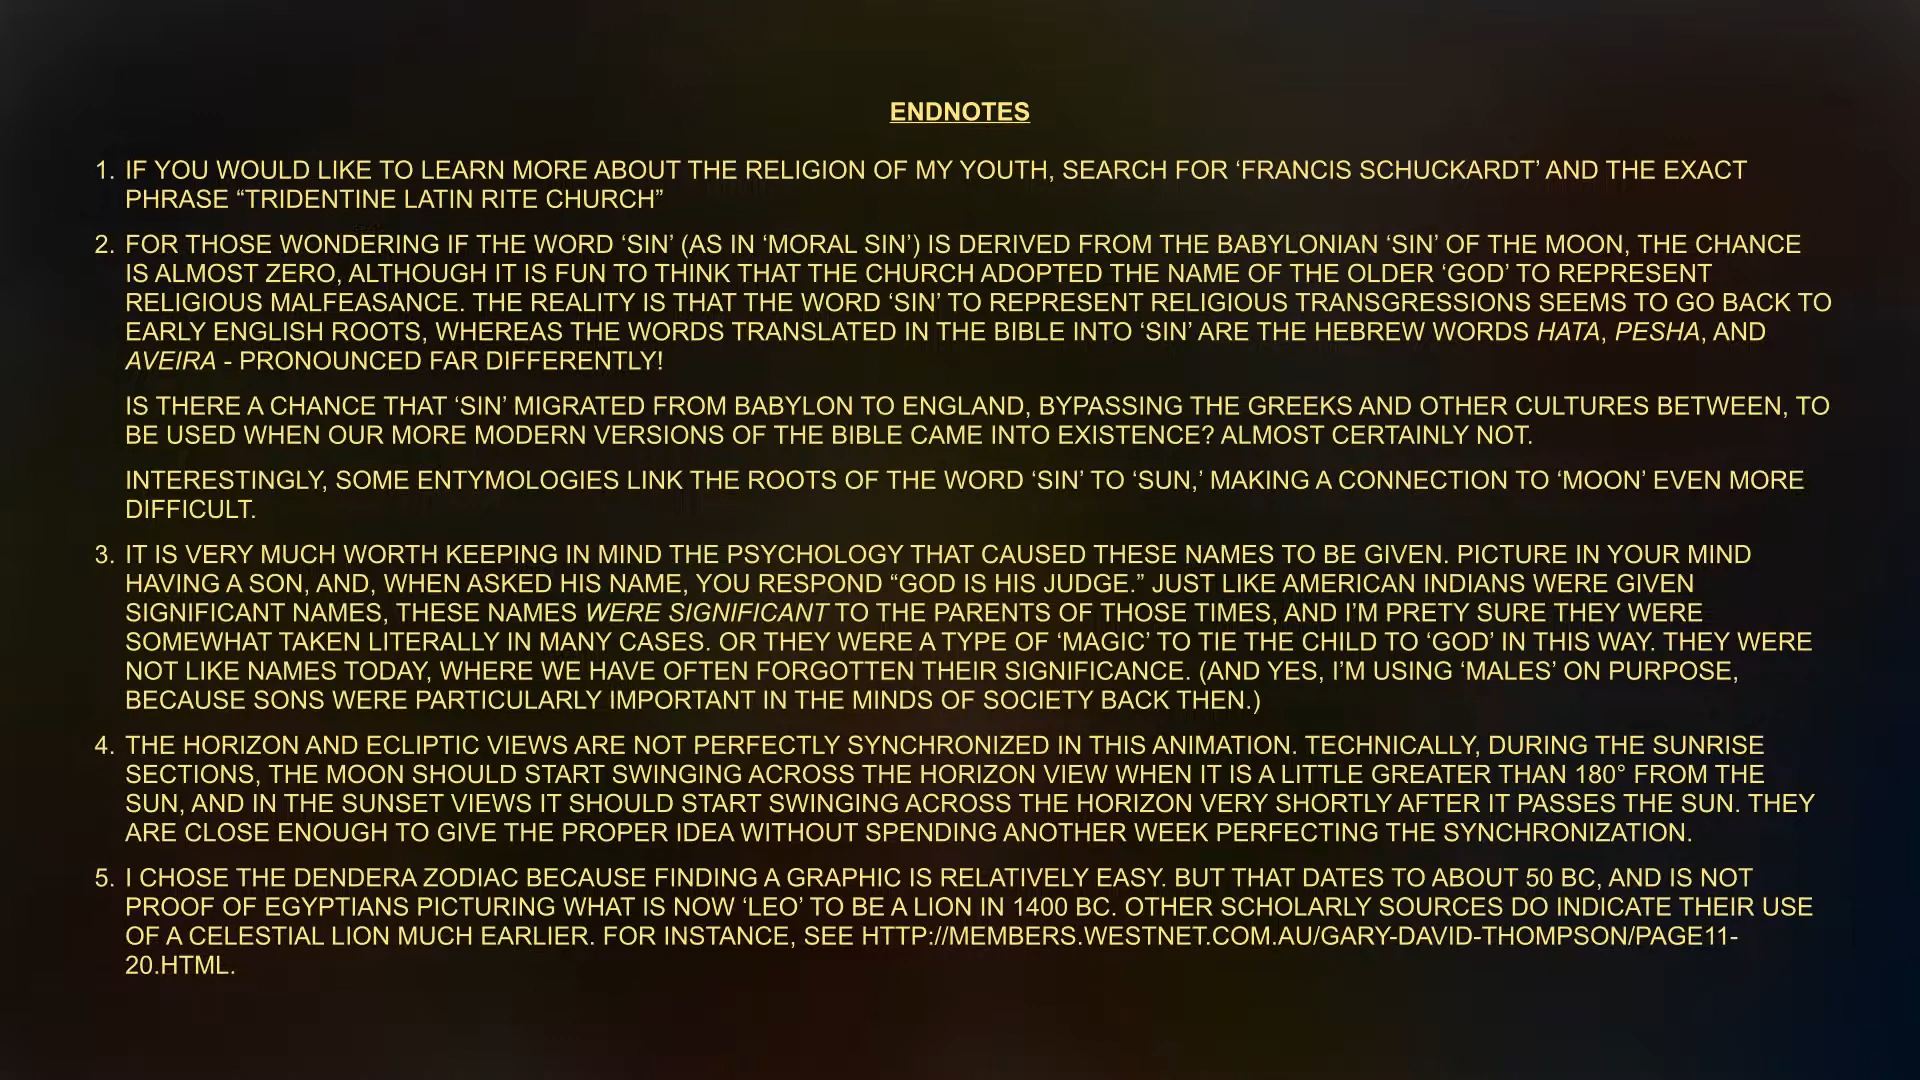 ENDNOTES
1. IF YOU WOULD LIKE TO LEARN MORE ABOUT THE RELIGION OF MY YOUTH, SEARCH FOR ‘FRANCIS SCHUCKARDT’ AND THE EXACT
PHRASE “TRIDENTINE LATIN RITE CHURCH”
2. FOR THOSE WONDERING IF THE WORD ‘SIN’ (AS IN ‘MORAL SIN’) IS DERIVED FROM THE BABYLONIAN ‘SIN’ OF THE MOON, THE CHANCE
IS ALMOST ZERO, ALTHOUGH IT IS FUN TO THINK THAT THE CHURCH ADOPTED THE NAME OF THE OLDER ‘GOD’ TO REPRESENT
RELIGIOUS MALFEASANCE. THE REALITY IS THAT THE WORD ‘SIN’ TO REPRESENT RELIGIOUS TRANSGRESSIONS SEEMS TO GO BACK TO
EARLY ENGLISH ROOTS, WHEREAS THE WORDS TRANSLATED IN THE BIBLE INTO ‘SIN’ ARE THE HEBREW WORDS HATA, PESHA, AND
AVEIRA - PRONOUNCED FAR DIFFERENTLY!
IS THERE A CHANCE THAT ‘SIN’ MIGRATED FROM BABYLON TO ENGLAND, BYPASSING THE GREEKS AND OTHER CULTURES BETWEEN, TO
BE USED WHEN OUR MORE MODERN VERSIONS OF THE BIBLE CAME INTO EXISTENCE? ALMOST CERTAINLY NOT.
INTERESTINGLY, SOME ENTYMOLOGIES LINK THE ROOTS OF THE WORD ‘SIN’ TO ‘SUN,’ MAKING A CONNECTION TO ‘MOON’ EVEN MORE
DIFFICULT.
3. IT IS VERY MUCH WORTH KEEPING IN MIND THE PSYCHOLOGY THAT CAUSED THESE NAMES TO BE GIVEN. PICTURE IN YOUR MIND
HAVING A SON, AND, WHEN ASKED HIS NAME, YOU RESPOND “GOD IS HIS JUDGE.” JUST LIKE AMERICAN INDIANS WERE GIVEN
SIGNIFICANT NAMES, THESE NAMES WERE SIGNIFICANT TO THE PARENTS OF THOSE TIMES, AND I’M PRETY SURE THEY WERE
SOMEWHAT TAKEN LITERALLY IN MANY CASES. OR THEY WERE A TYPE OF ‘MAGIC’ TO TIE THE CHILD TO ‘GOD’ IN THIS WAY. THEY WERE
NOT LIKE NAMES TODAY, WHERE WE HAVE OFTEN FORGOTTEN THEIR SIGNIFICANCE. (AND YES, I’M USING ‘MALES’ ON PURPOSE,
BECAUSE SONS WERE PARTICULARLY IMPORTANT IN THE MINDS OF SOCIETY BACK THEN.)
4. THE HORIZON AND ECLIPTIC VIEWS ARE NOT PERFECTLY SYNCHRONIZED IN THIS ANIMATION. TECHNICALLY, DURING THE SUNRISE
SECTIONS, THE MOON SHOULD START SWINGING ACROSS THE HORIZON VIEW WHEN IT IS A LITTLE GREATER THAN 180° FROM THE
SUN, AND IN THE SUNSET VIEWS IT SHOULD START SWINGING ACROSS THE HORIZON VERY SHORTLY AFTER IT PASSES THE SUN. THEY
ARE CLOSE ENOUGH TO GIVE THE PROPER IDEA WITHOUT SPENDING ANOTHER WEEK PERFECTING THE SYNCHRONIZATION.
5. I CHOSE THE DENDERA ZODIAC BECAUSE FINDING A GRAPHIC IS RELATIVELY EASY. BUT THAT DATES TO ABOUT 50 BC, AND IS NOT
PROOF OF EGYPTIANS PICTURING WHAT IS NOW ‘LEO’ TO BE A LION IN 1400 BC. OTHER SCHOLARLY SOURCES DO INDICATE THEIR USE
OF A CELESTIAL LION MUCH EARLIER. FOR INSTANCE, SEE HTTP://MEMBERS.WESTNET.COM.AU/GARY-DAVID-THOMPSON/PAGE11-
20.HTML.